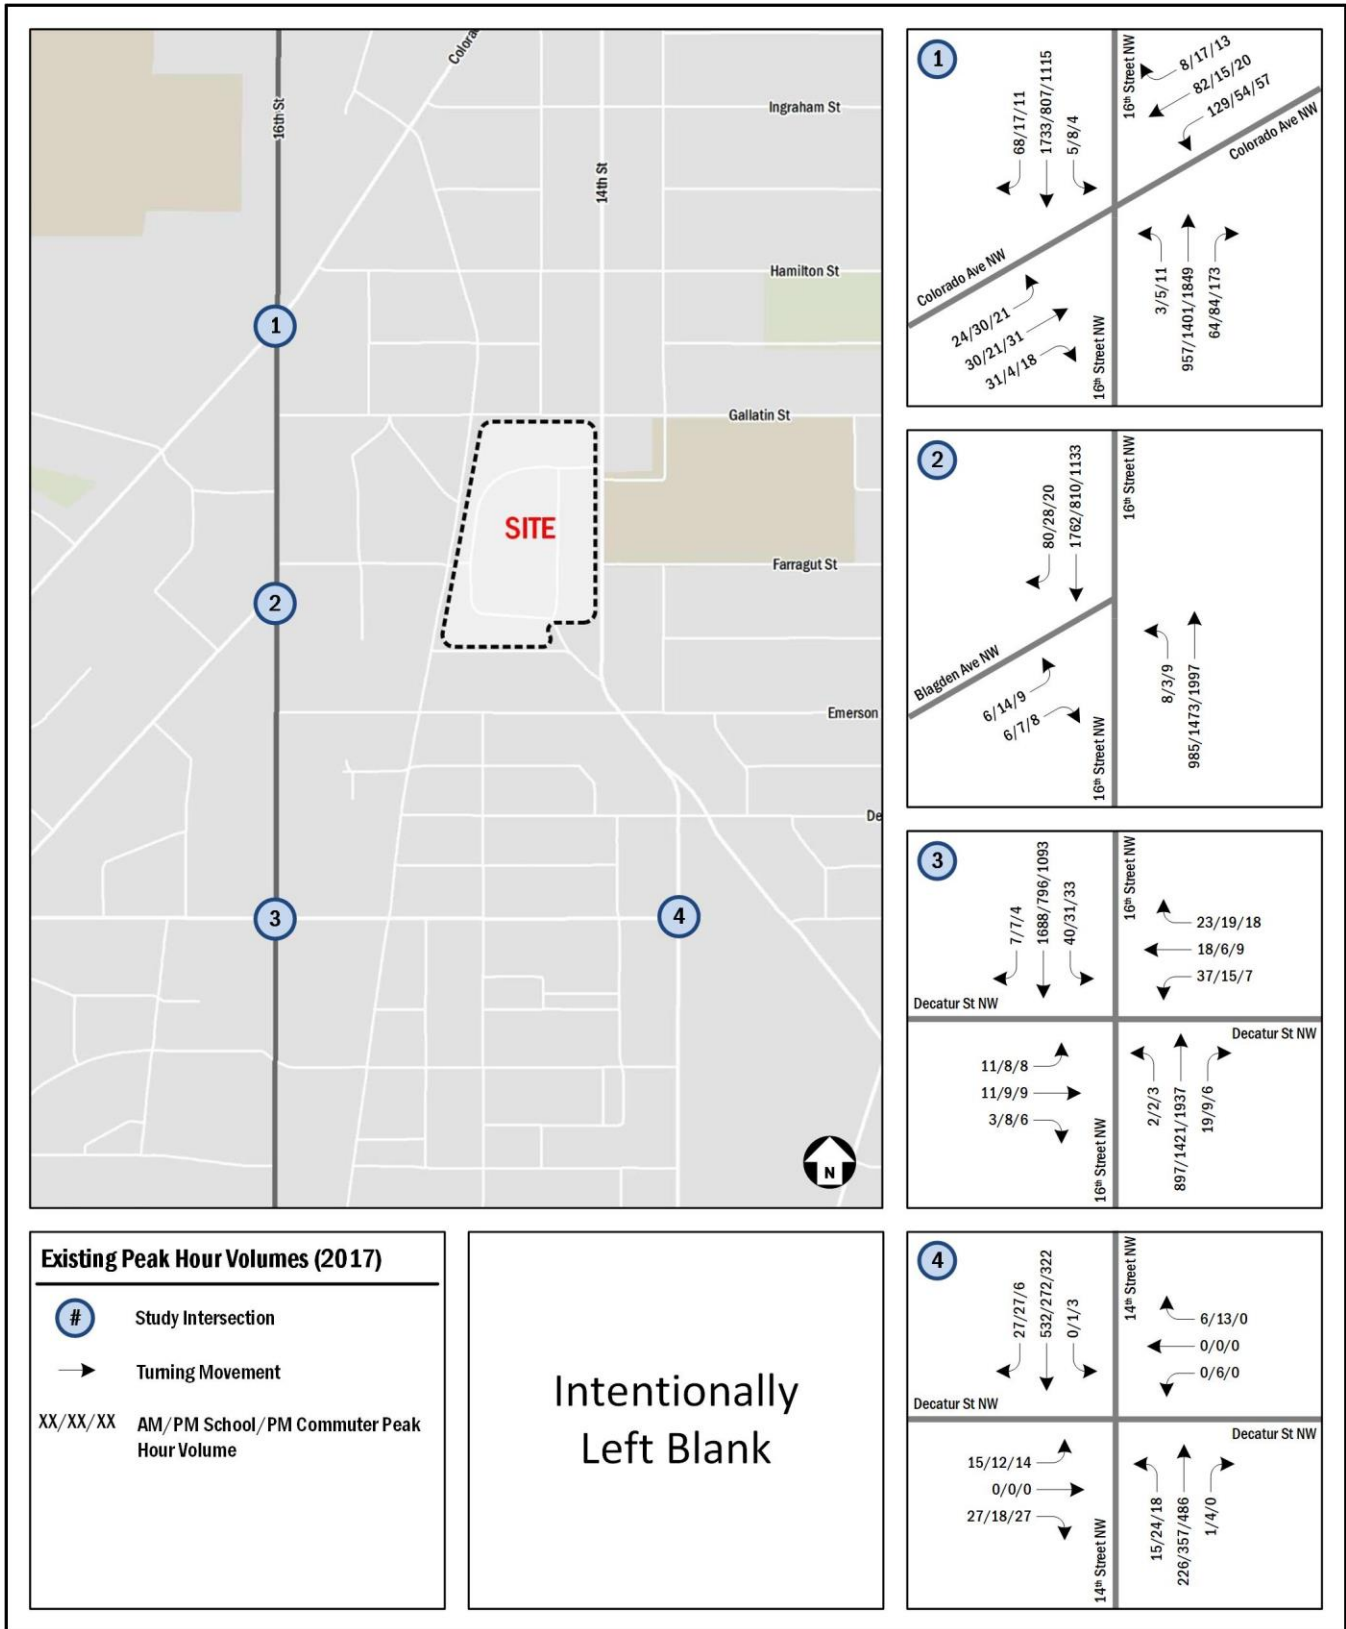 Colora
16th St
Ingraham St
14th St
Hamilton St
1
Gallatin St
SITE
Farragut St
2
Emerson
De
3
4
N
Existing Peak Hour Volumes (2017)
#
Study Intersection
Turning Movement
XX/XX/XX
AM/PM School/PM Commuter Peak
Hour Volume
Intentionally
Left Blank
1
68/17/11
1733/807/1115
5/8/4
16th Street NW
8/17/13
82/15/20
129/54/57
Colorado Ave NW
Colorado Ave NW
24/30/21
30/21/31
31/4/18
16th Street NW
3/5/11
957/1401/1849
64/84/173
2
80/28/20
1762/810/1133
16th Street NW
Blagden Ave NW
6/14/9
6/7/8
16th Street NW
8/3/9
985/1473/1997
3
7/7/4
1688/796/1093
40/31/33
16th Street NW
23/19/18
18/6/9
37/15/7
Decatur St NW
Decatur St NW
11/8/8
11/9/9
3/8/6
16th Street NW
2/2/3
897/1421/1937
19/9/6
4
27/27/6
532/272/322
0/1/3
14th Street NW
6/13/0
0/0/0
0/6/0
Decatur St NW
Decatur St NW
15/12/14
0/0/0
27/18/27
14th Street NW
15/24/18
226/357/486
1/4/0